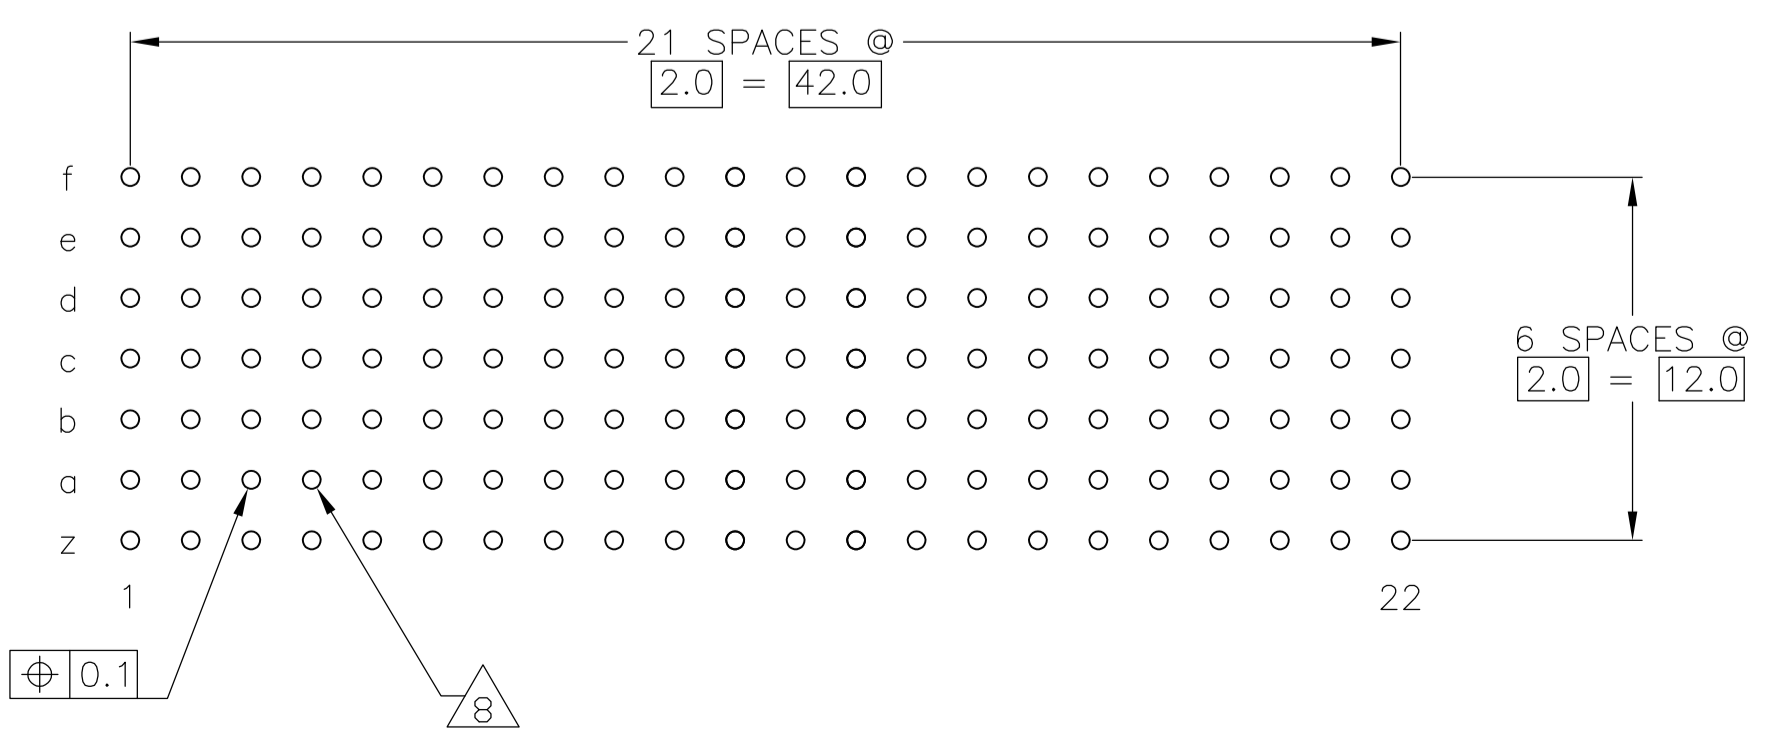 21 SPACES @
2.0 = 42.0
f
e
d
c
6 SPACES @
2.0 = 12.0
b
a
z
1
22
⌖ 0.1
8